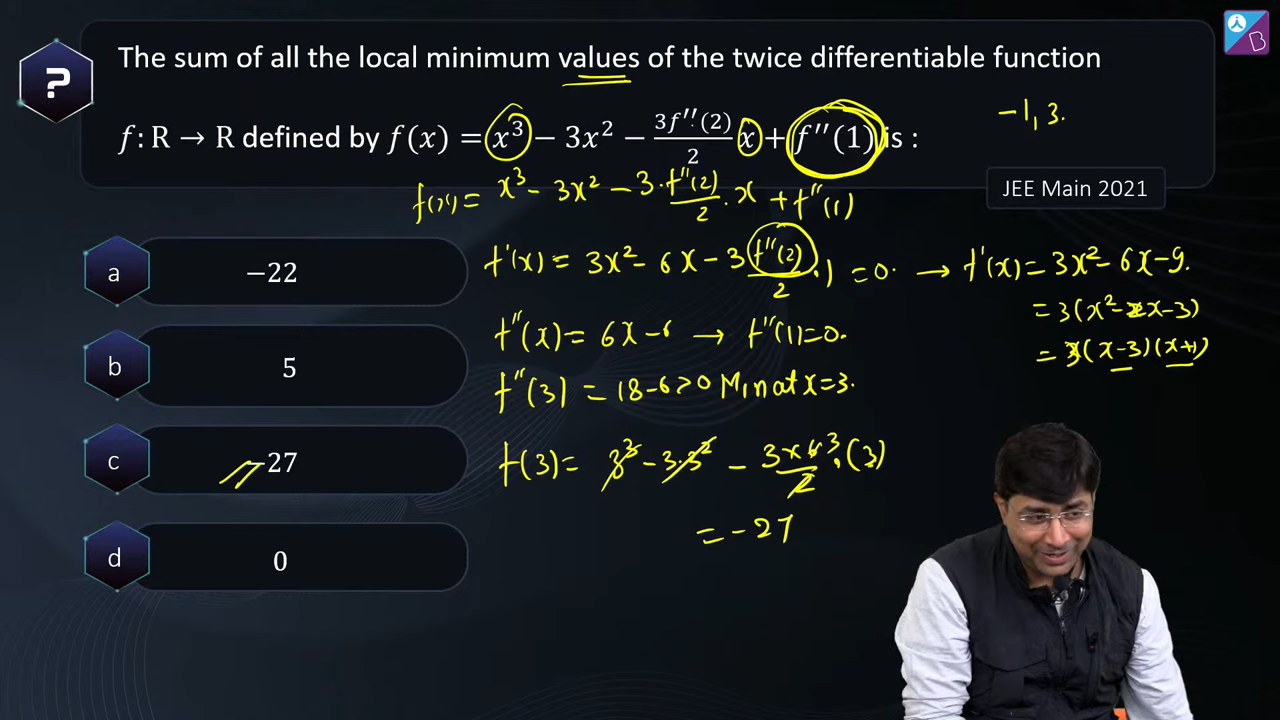 ?
The sum of all the local minimum values of the twice differentiable function
f: R → R defined by f(x) = x³ − 3x² − 3f''(2)/2 x + f''(1) is :
-1, 3.
JEE Main 2021
f(x) = x³ - 3x² - 3·f''(2)/2 ·x + f''(1)
a −22
f'(x) = 3x² - 6x - 3 f''(2)/2 · 1 = 0. → f'(x) = 3x² - 6x - 9.
= 3(x² - 2x - 3)
= 3(x-3)(x+1)
f''(x) = 6x - 6 → f''(1) = 0.
b 5
f''(3) = 18-6>0 Min at x=3.
c −27
f(3) = 3³ - 3·3² - 3×6/2 3 ·(3)
= -27
d 0
B